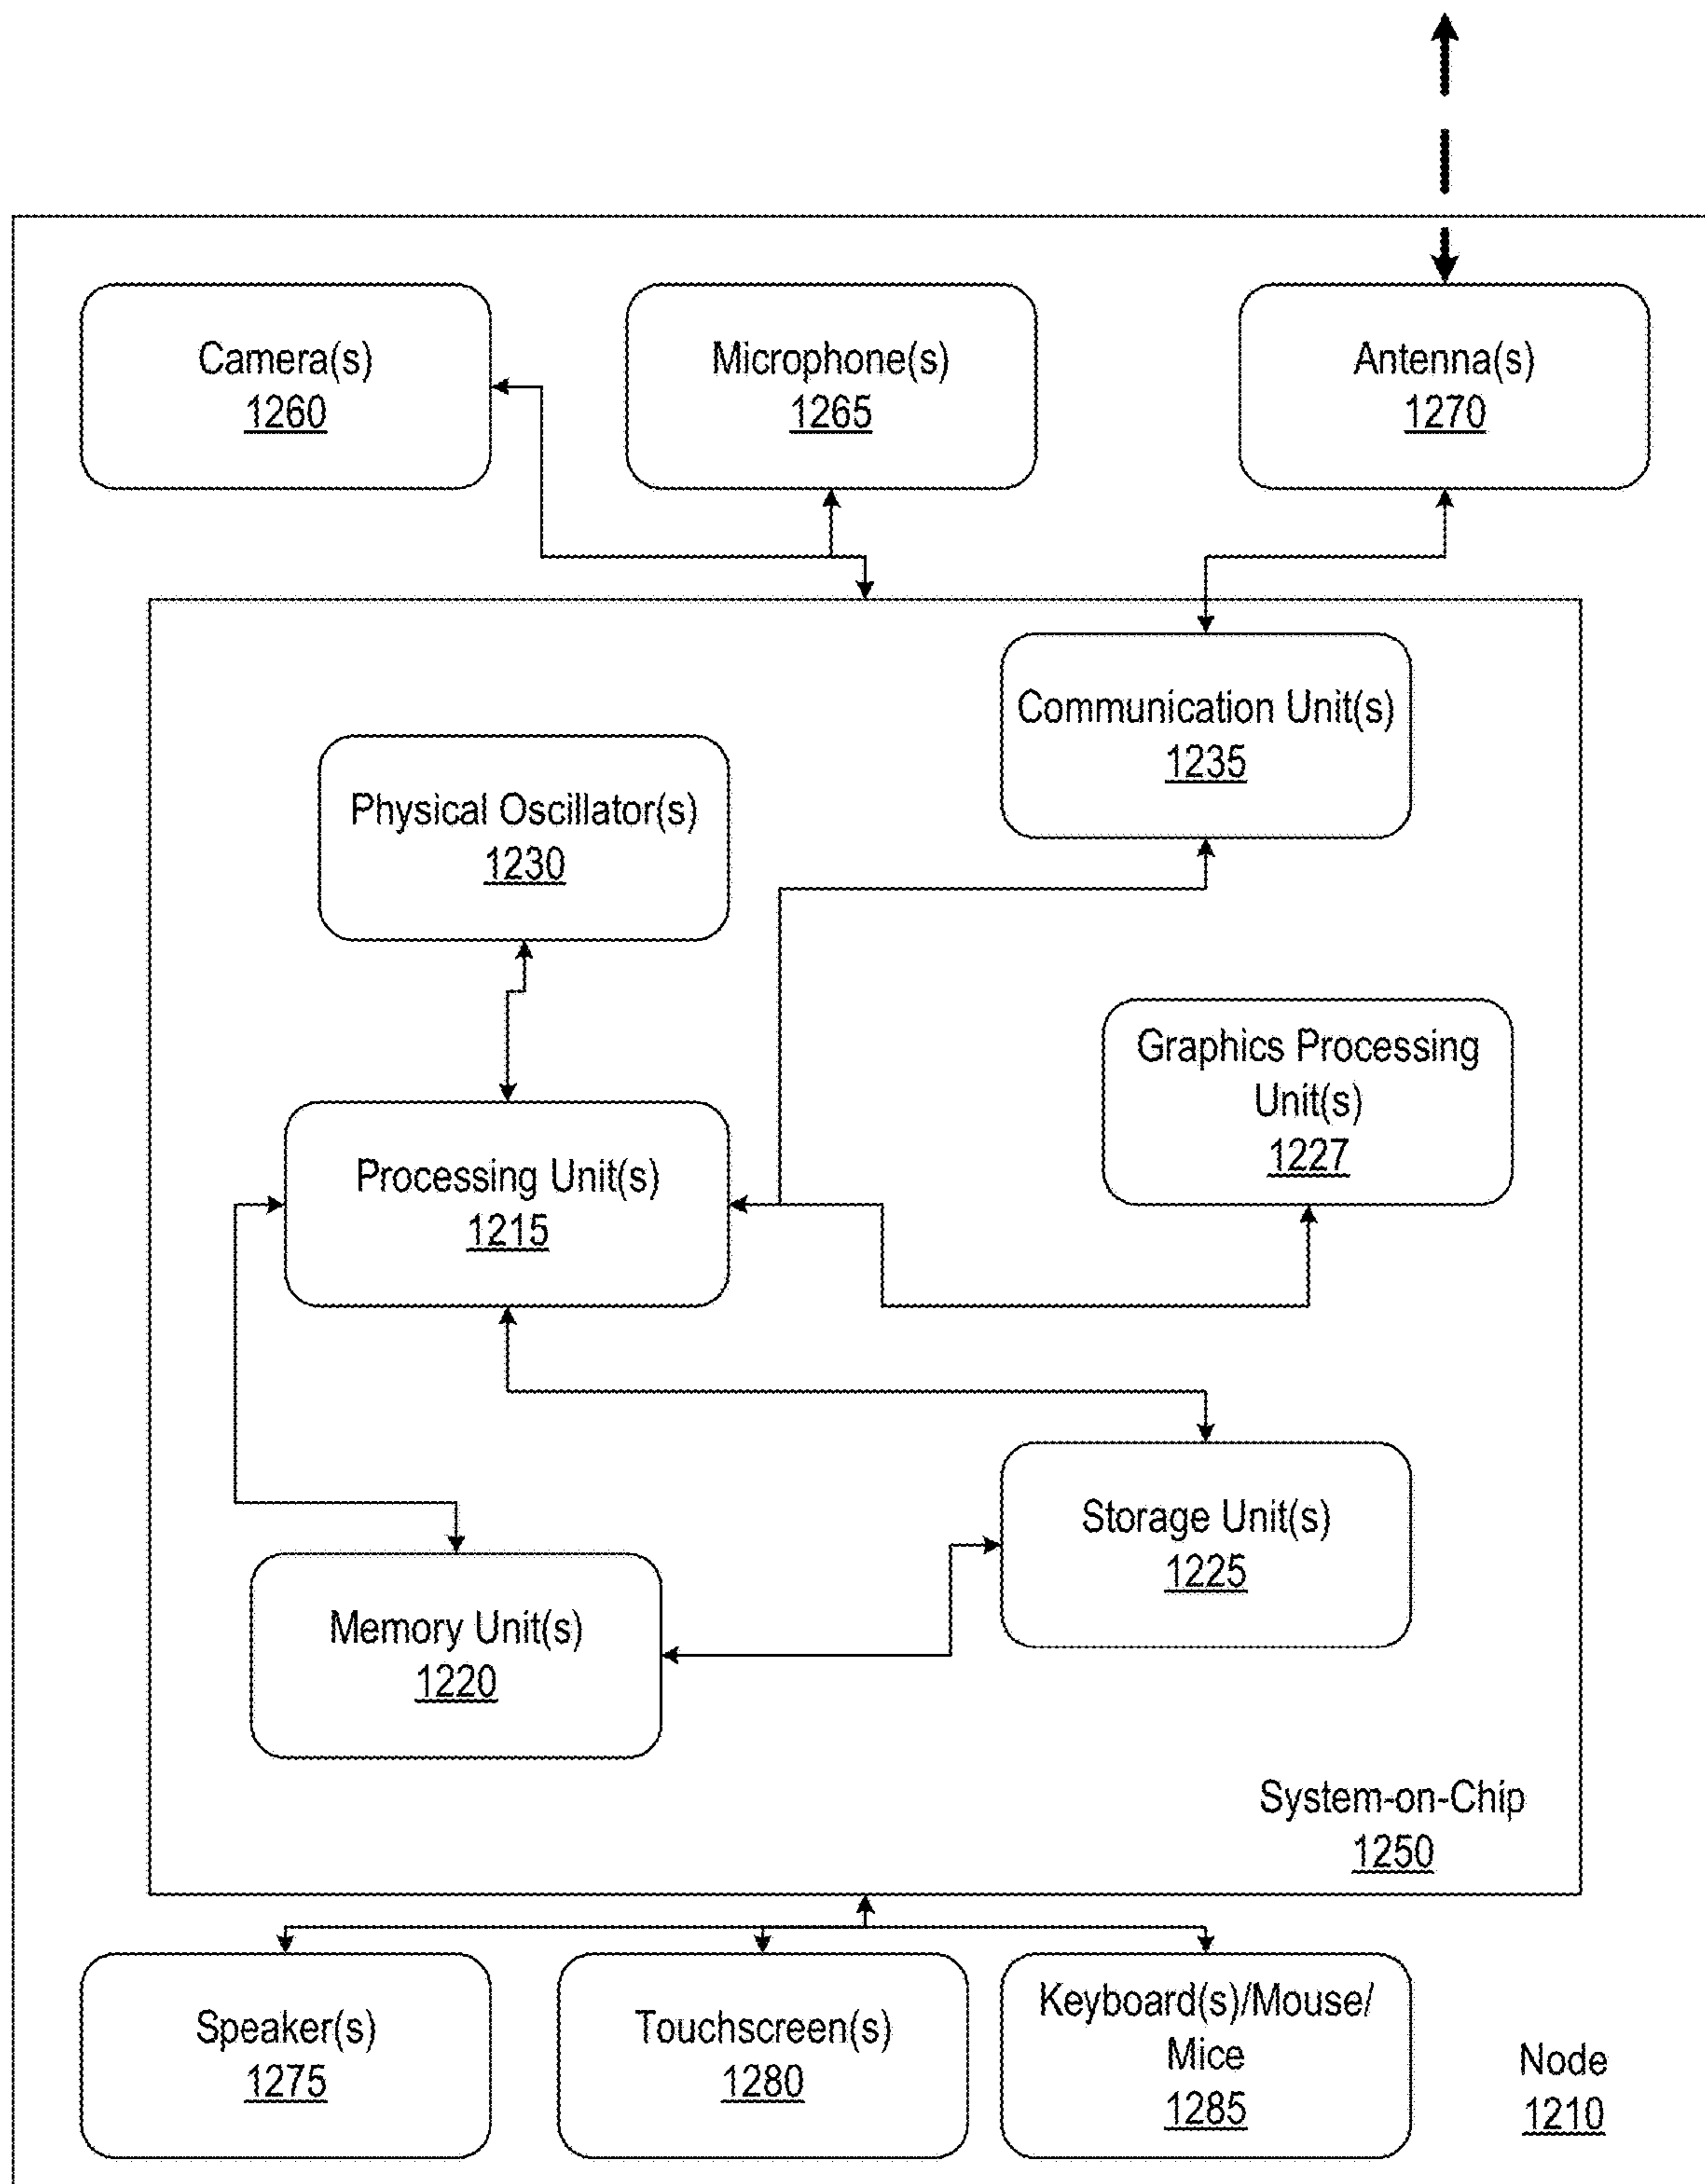 Camera(s)
1260
Microphone(s)
1265
Antenna(s)
1270
Communication Unit(s)
1235
Physical Oscillator(s)
1230
Graphics Processing
Unit(s)
1227
Processing Unit(s)
1215
Storage Unit(s)
1225
Memory Unit(s)
1220
System-on-Chip
1250
Speaker(s)
1275
Touchscreen(s)
1280
Keyboard(s)/Mouse/
Mice
1285
Node
1210